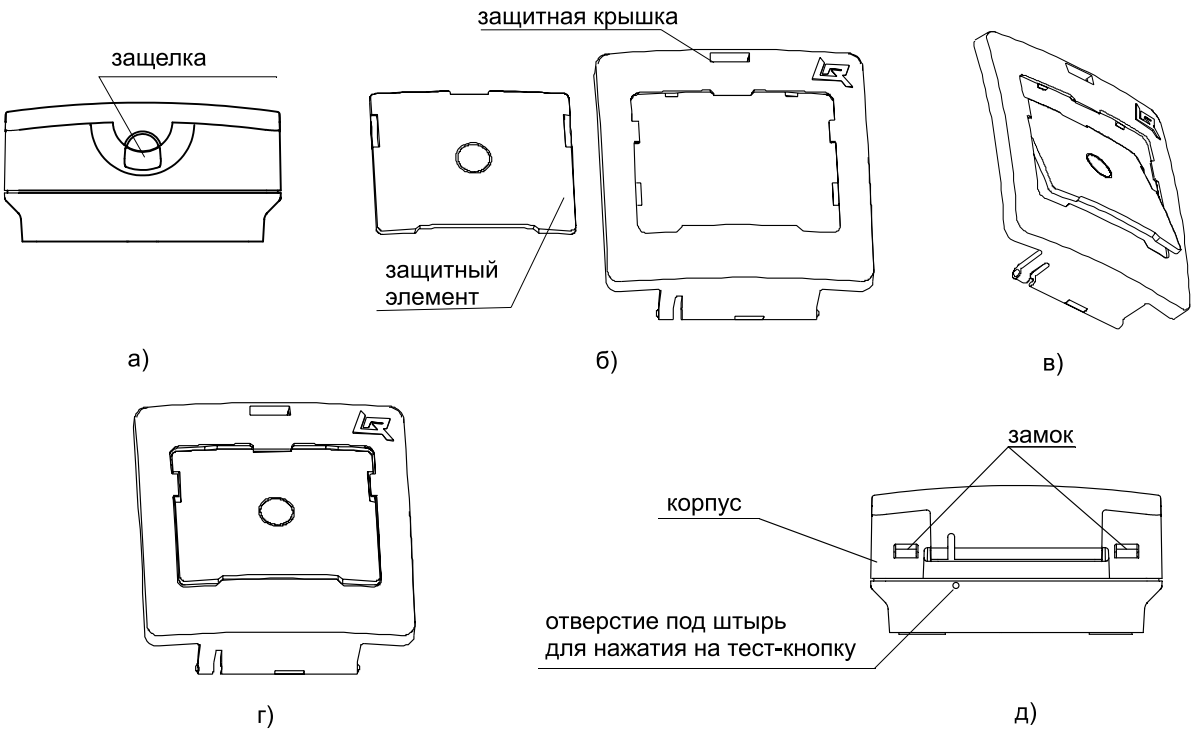 защитная крышка
защелка
защитный
элемент
а)
б)
в)
замок
корпус
отверстие под штырь
для нажатия на тест-кнопку
г)
д)